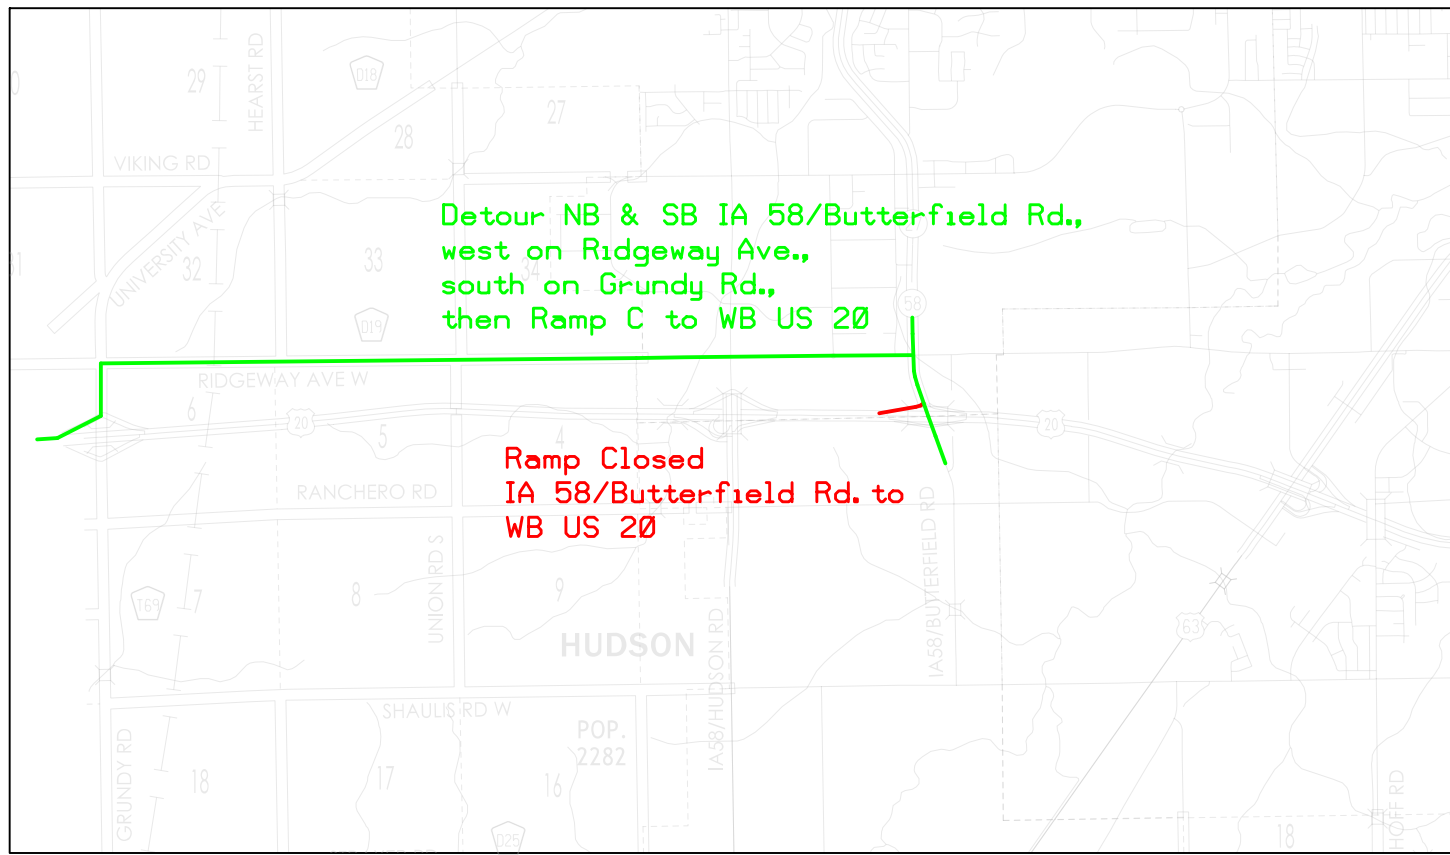 HEARST RD
29
D18
27
28
VIKING RD
UNIVERSITY AVE
32
33
34
Detour NB & SB IA 58/Butterfield Rd.,
west on Ridgeway Ave.,
south on Grundy Rd.,
then Ramp C to WB US 20
58
D19
RIDGEWAY AVE W
6
20
5
4
20
Ramp Closed
IA 58/Butterfield Rd. to
WB US 20
RANCHERO RD
UNION RD S
IA58/BUTTERFIELD RD
T69
7
8
9
63
HUDSON
IA58/HUDSON RD
SHAULIS RD W
POP.
2282
GRUNDY RD
18
17
16
D25
18
HOFF RD